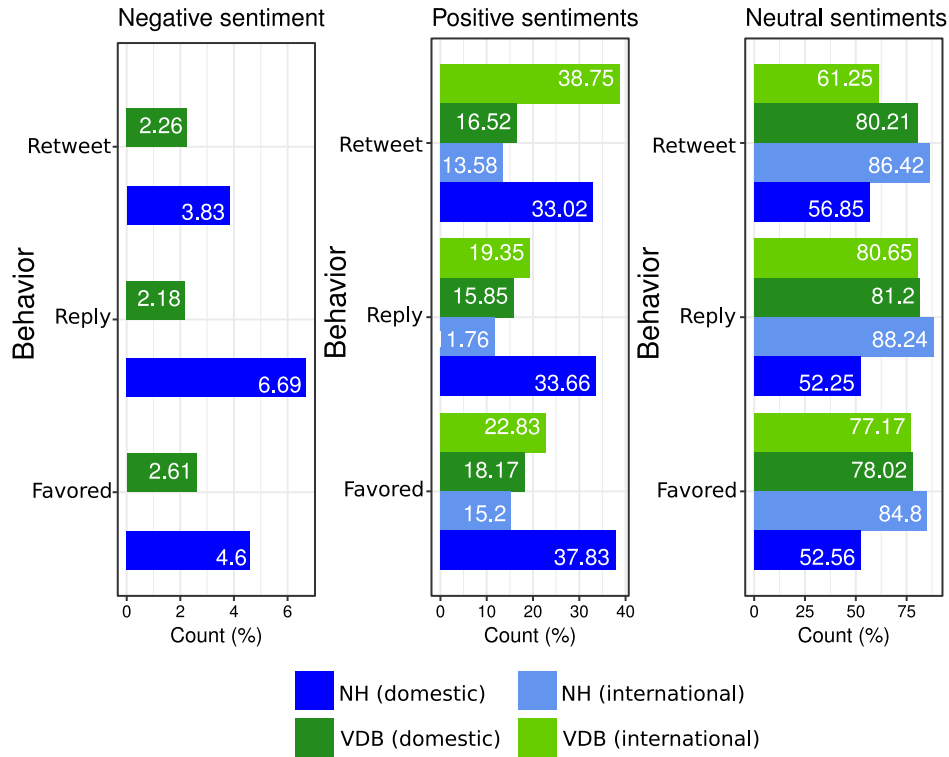 Negative sentiment
Positive sentiments
Neutral sentiments
Behavior
Retweet
Reply
Favored
2.26
3.83
2.18
6.69
2.61
4.6
0 2 4 6
Count (%)
Behavior
Retweet
Reply
Favored
38.75
16.52
13.58
33.02
19.35
15.85
1.76
33.66
22.83
18.17
15.2
37.83
0 10 20 30 40
Count (%)
Behavior
Retweet
Reply
Favored
61.25
80.21
86.42
56.85
80.65
81.2
88.24
52.25
77.17
78.02
84.8
52.56
0 25 50 75
Count (%)
NH (domestic)
NH (international)
VDB (domestic)
VDB (international)